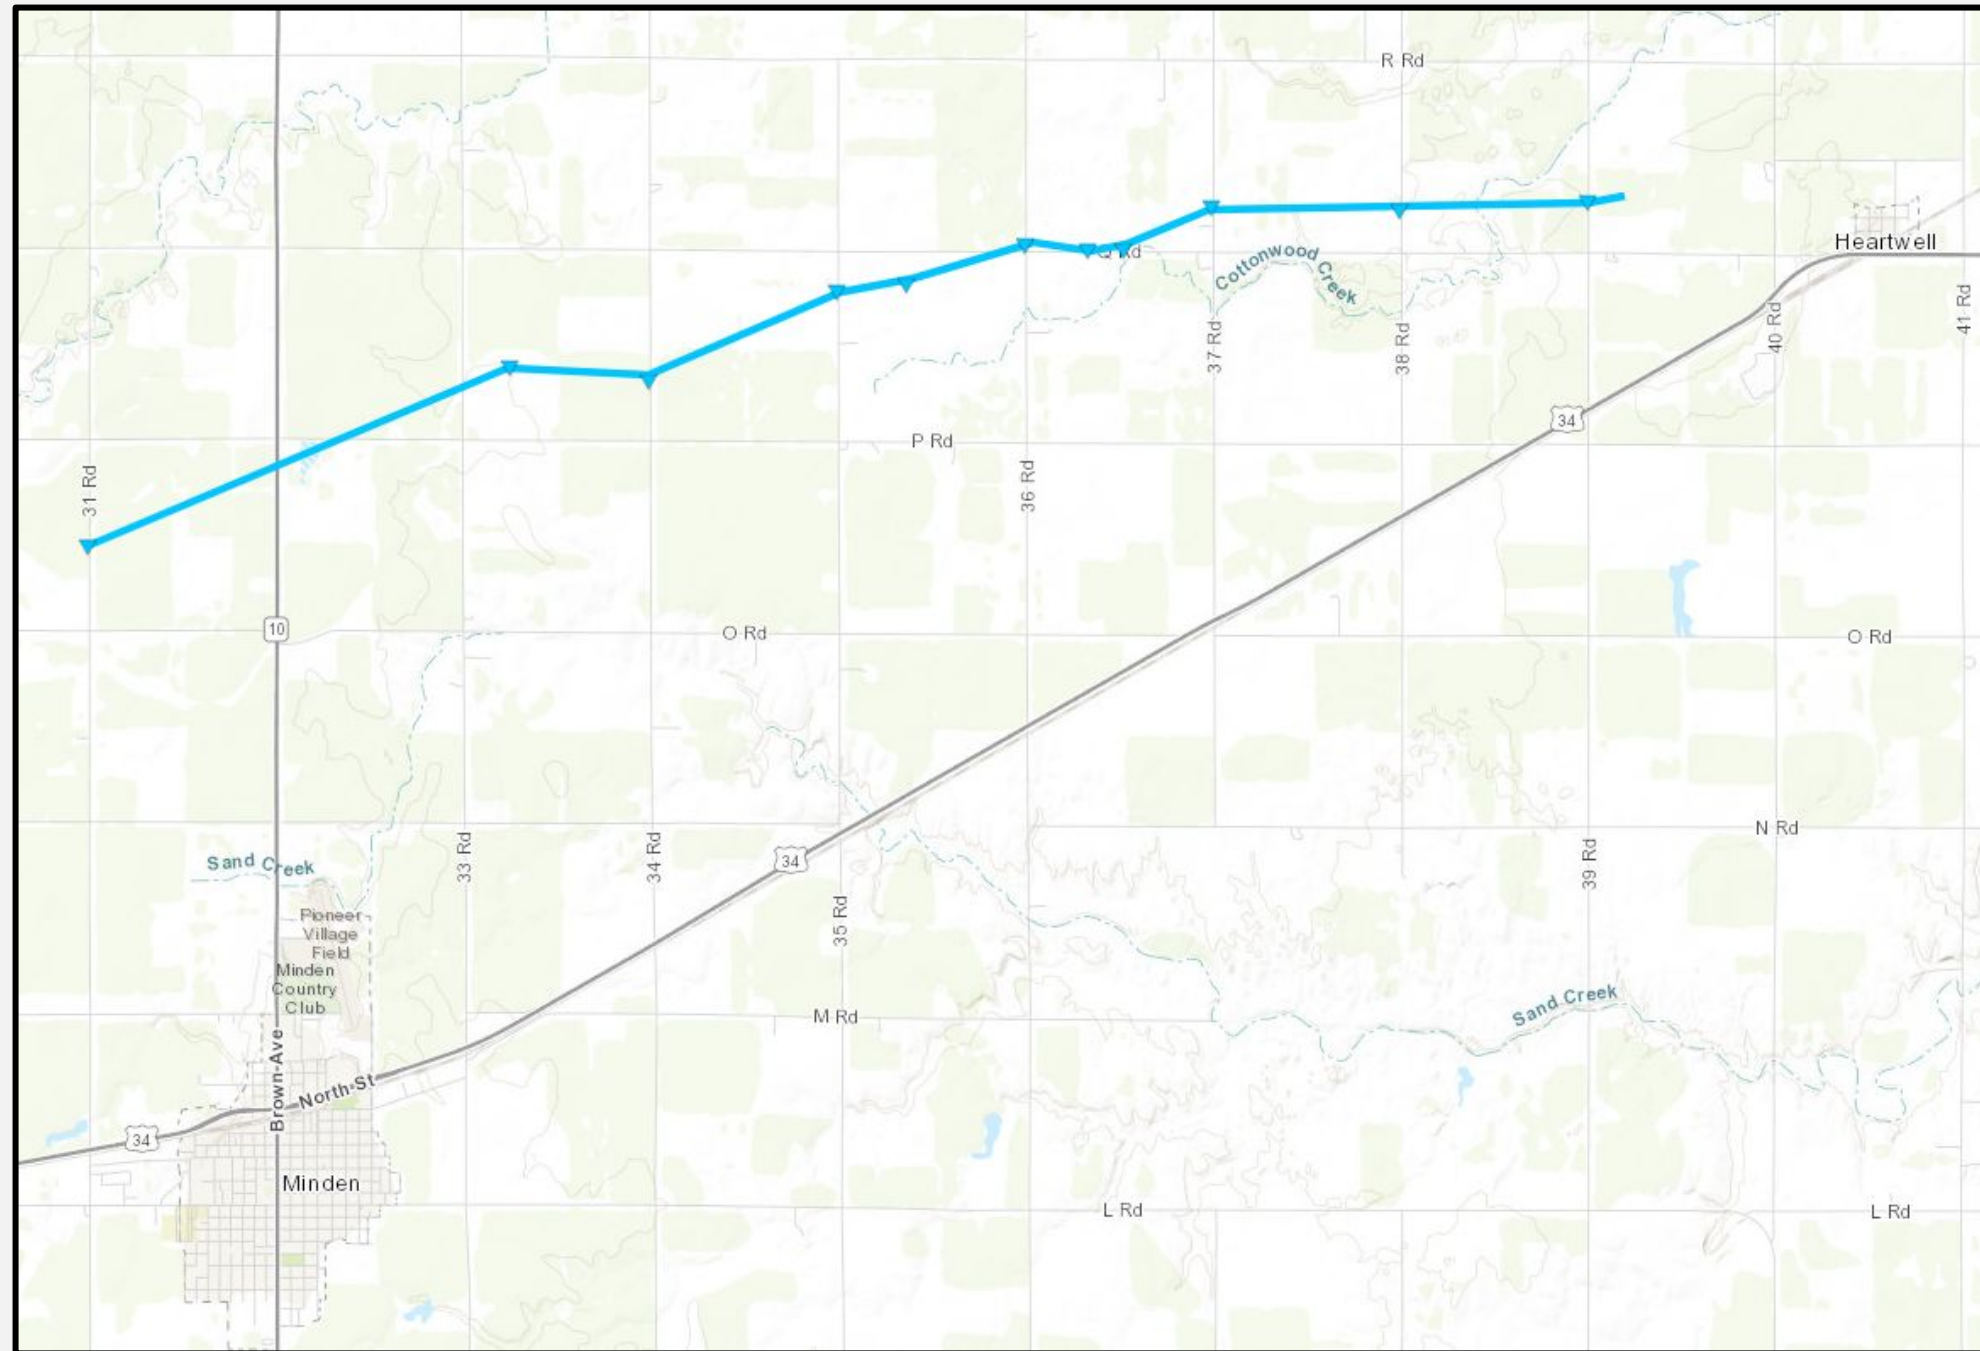 R Rd
Heartwell
Q Rd
Cottonwood Creek
37 Rd
38 Rd
40 Rd
41 Rd
34
P Rd
31 Rd
36 Rd
10
O Rd
O Rd
N Rd
Sand Creek
33 Rd
34 Rd
34
39 Rd
35 Rd
Pioneer
Village
Field
Minden
Country
Club
Sand Creek
M Rd
Brown Ave
North St
34
Minden
L Rd
L Rd